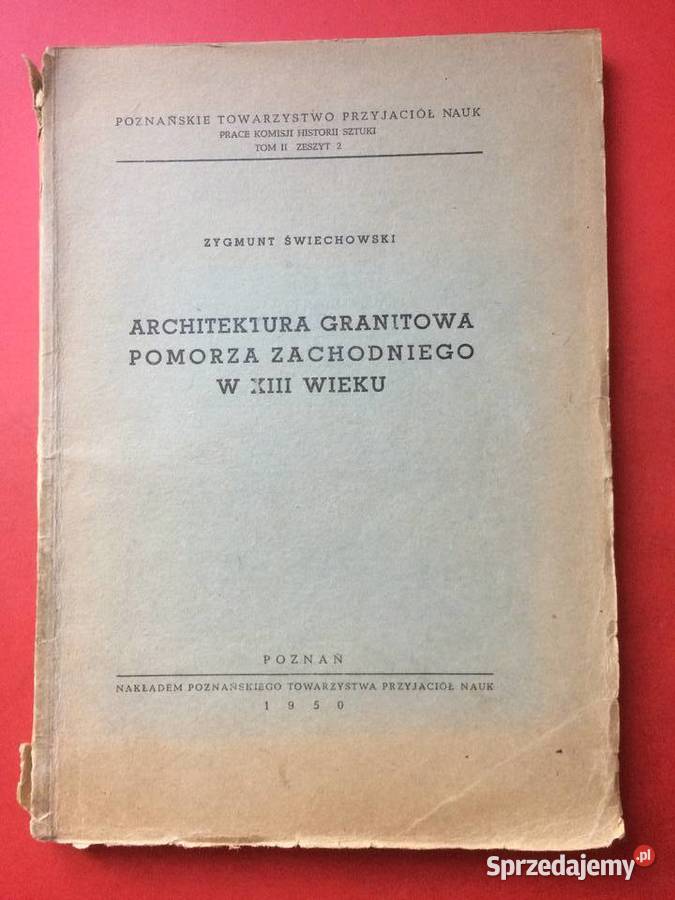 POZNAŃSKIE TOWARZYSTWO PRZYJACIÓŁ NAUK
PRACE KOMISJI HISTORII SZTUKI
TOM II ZESZYT 2
ZYGMUNT ŚWIECHOWSKI
ARCHITEKTURA GRANITOWA
POMORZA ZACHODNIEGO
W XIII WIEKU
POZNAŃ
NAKŁADEM POZNAŃSKIEGO TOWARZYSTWA PRZYJACIÓŁ NAUK
1950
Sprzedajemy.pl